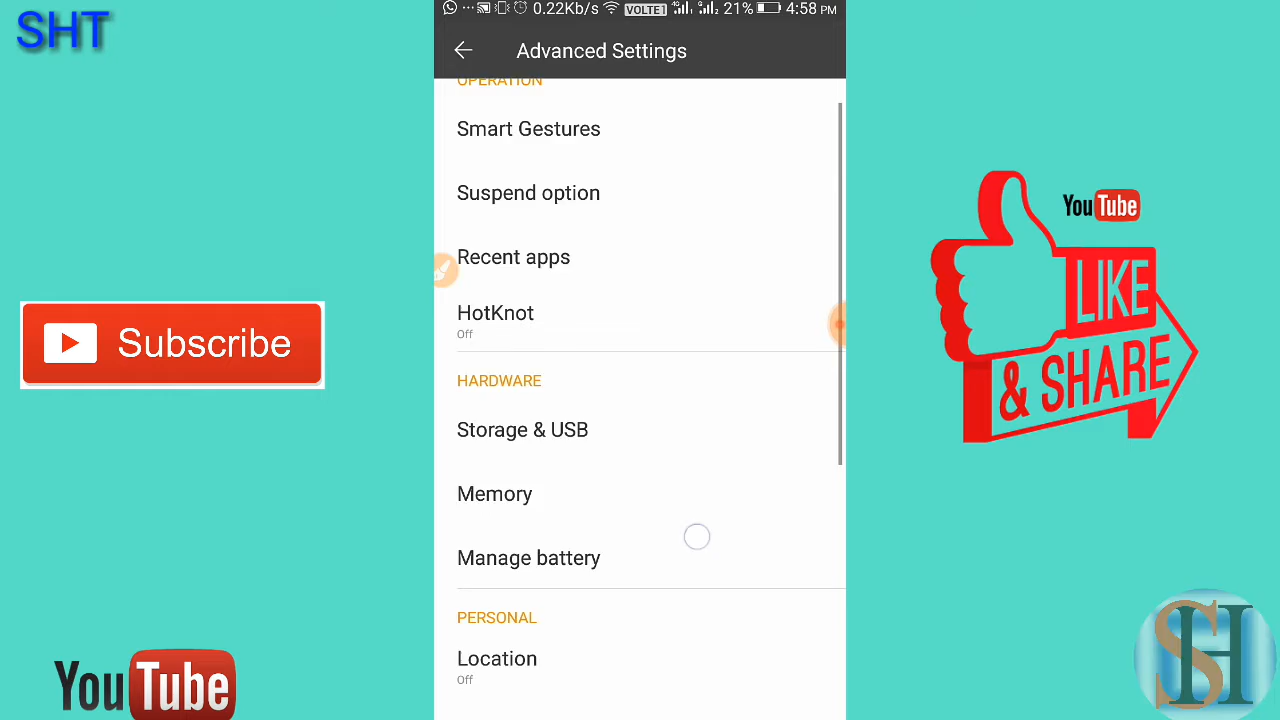 SHT
0.22Kb/s VOLTE1 21% 4:58 PM
Advanced Settings
OPERATION
Smart Gestures
Suspend option
Recent apps
HotKnot
Off
HARDWARE
Storage & USB
Memory
Manage battery
PERSONAL
Location
Off
Subscribe
YouTube
YouTube
LIKE
& SHARE
SH